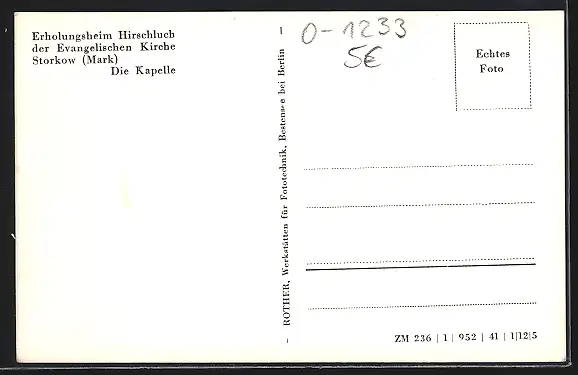 Erholungsheim Hirschluch
der Evangelischen Kirche
Storkow (Mark)
Die Kapelle
ROTHER, Werkstätten für Fototechnik, Bestensee bei Berlin
O-1233
5€
Echtes
Foto
ZM 236 | 1 | 952 | 41 | 1|12|5